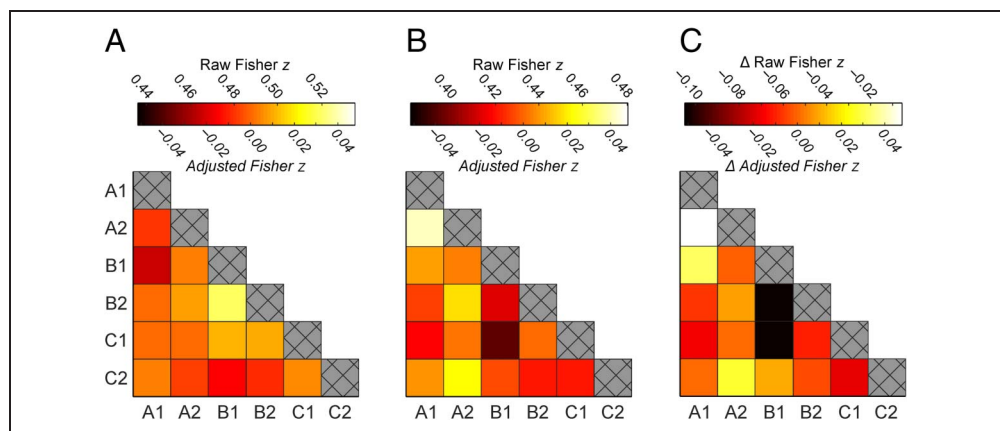 A B C
Raw Fisher z Raw Fisher z Δ Raw Fisher z
0.44 0.46 0.48 0.50 0.52 0.40 0.42 0.44 0.46 0.48 −0.10 −0.08 −0.06 −0.04 −0.02
−0.04 −0.02 0.00 0.02 0.04 −0.04 −0.02 0.00 0.02 0.04 −0.04 −0.02 0.00 0.02 0.04
Adjusted Fisher z Adjusted Fisher z Δ Adjusted Fisher z
A1
A2
B1
B2
C1
C2
A1 A2 B1 B2 C1 C2 A1 A2 B1 B2 C1 C2 A1 A2 B1 B2 C1 C2